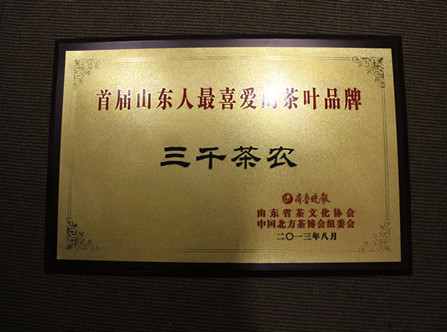 首届山东人最喜爱的茶叶品牌
三千茶农
齐鲁晚报
山东省茶文化协会
中国北方茶博会组委会
二〇一三年八月